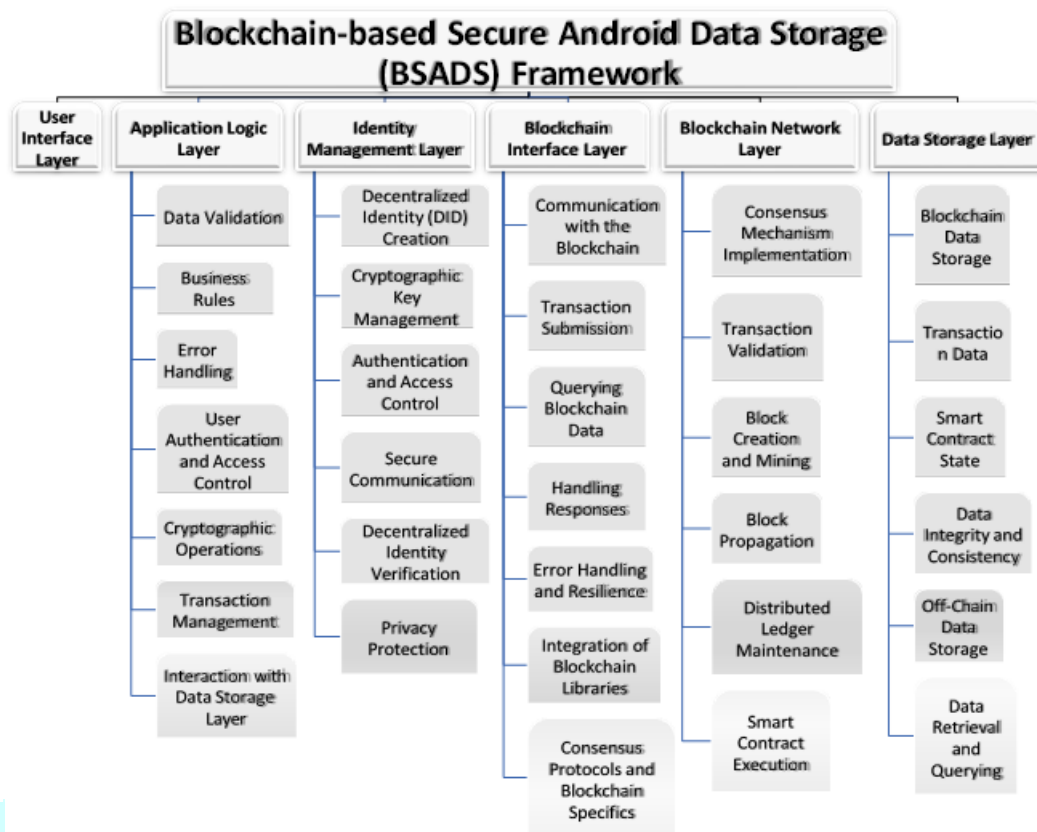 Blockchain-based Secure Android Data Storage
(BSADS) Framework
User
Interface
Layer
Application Logic
Layer
Data Validation
Business
Rules
Error
Handling
User
Authentication
and Access
Control
Cryptographic
Operations
Transaction
Management
Interaction with
Data Storage
Layer
Identity
Management Layer
Decentralized
Identity (DID)
Creation
Cryptographic
Key
Management
Authentication
and Access
Control
Secure
Communication
Decentralized
Identity
Verification
Privacy
Protection
Blockchain
Interface Layer
Communication
with the
Blockchain
Transaction
Submission
Querying
Blockchain
Data
Handling
Responses
Error Handling
and Resilience
Integration of
Blockchain
Libraries
Consensus
Protocols and
Blockchain
Specifics
Blockchain Network
Layer
Consensus
Mechanism
Implementation
Transaction
Validation
Block
Creation
and Mining
Block
Propagation
Distributed
Ledger
Maintenance
Smart
Contract
Execution
Data Storage Layer
Blockchain
Data
Storage
Transactio
n Data
Smart
Contract
State
Data
Integrity and
Consistency
Off-Chain
Data
Storage
Data
Retrieval
and
Querying